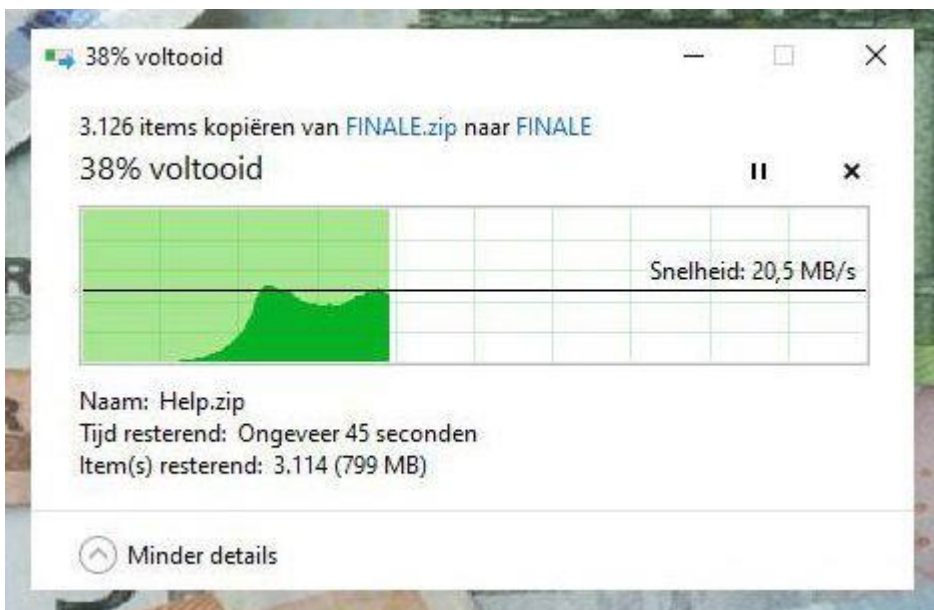 38% voltooid
3.126 items kopiëren van FINALE.zip naar FINALE
38% voltooid
Snelheid: 20,5 MB/s
Naam: Help.zip
Tijd resterend: Ongeveer 45 seconden
Item(s) resterend: 3.114 (799 MB)
Minder details